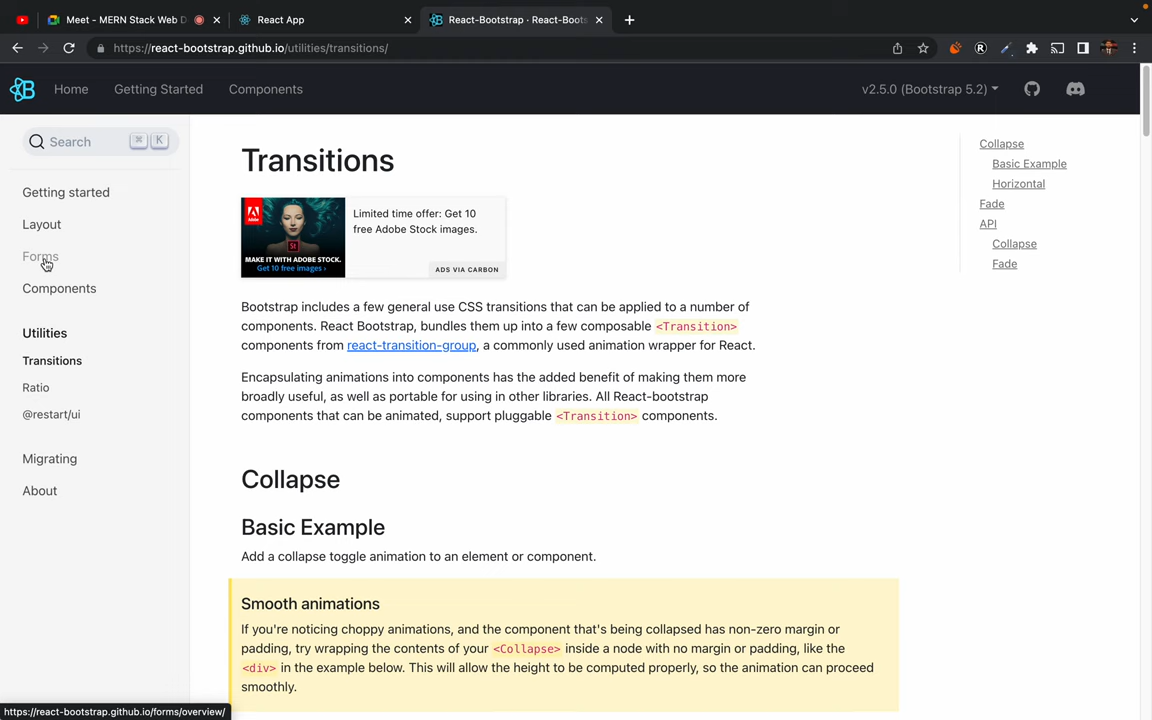 Meet - MERN Stack Web D
React App
React-Bootstrap · React-Boots
https://react-bootstrap.github.io/utilities/transitions/
B
Home
Getting Started
Components
v2.5.0 (Bootstrap 5.2)
Search
⌘ K
Getting started
Layout
Forms
Components
Utilities
Transitions
Ratio
@restart/ui
Migrating
About
Transitions
MAKE IT WITH ADOBE STOCK.
Get 10 free images ›
St
Limited time offer: Get 10
free Adobe Stock images.
ADS VIA CARBON
Bootstrap includes a few general use CSS transitions that can be applied to a number of
components. React Bootstrap, bundles them up into a few composable <Transition>
components from react-transition-group, a commonly used animation wrapper for React.
Encapsulating animations into components has the added benefit of making them more
broadly useful, as well as portable for using in other libraries. All React-bootstrap
components that can be animated, support pluggable <Transition> components.
Collapse
Basic Example
Add a collapse toggle animation to an element or component.
Smooth animations
If you're noticing choppy animations, and the component that's being collapsed has non-zero margin or
padding, try wrapping the contents of your <Collapse> inside a node with no margin or padding, like the
<div> in the example below. This will allow the height to be computed properly, so the animation can proceed
smoothly.
Collapse
Basic Example
Horizontal
Fade
API
Collapse
Fade
https://react-bootstrap.github.io/forms/overview/